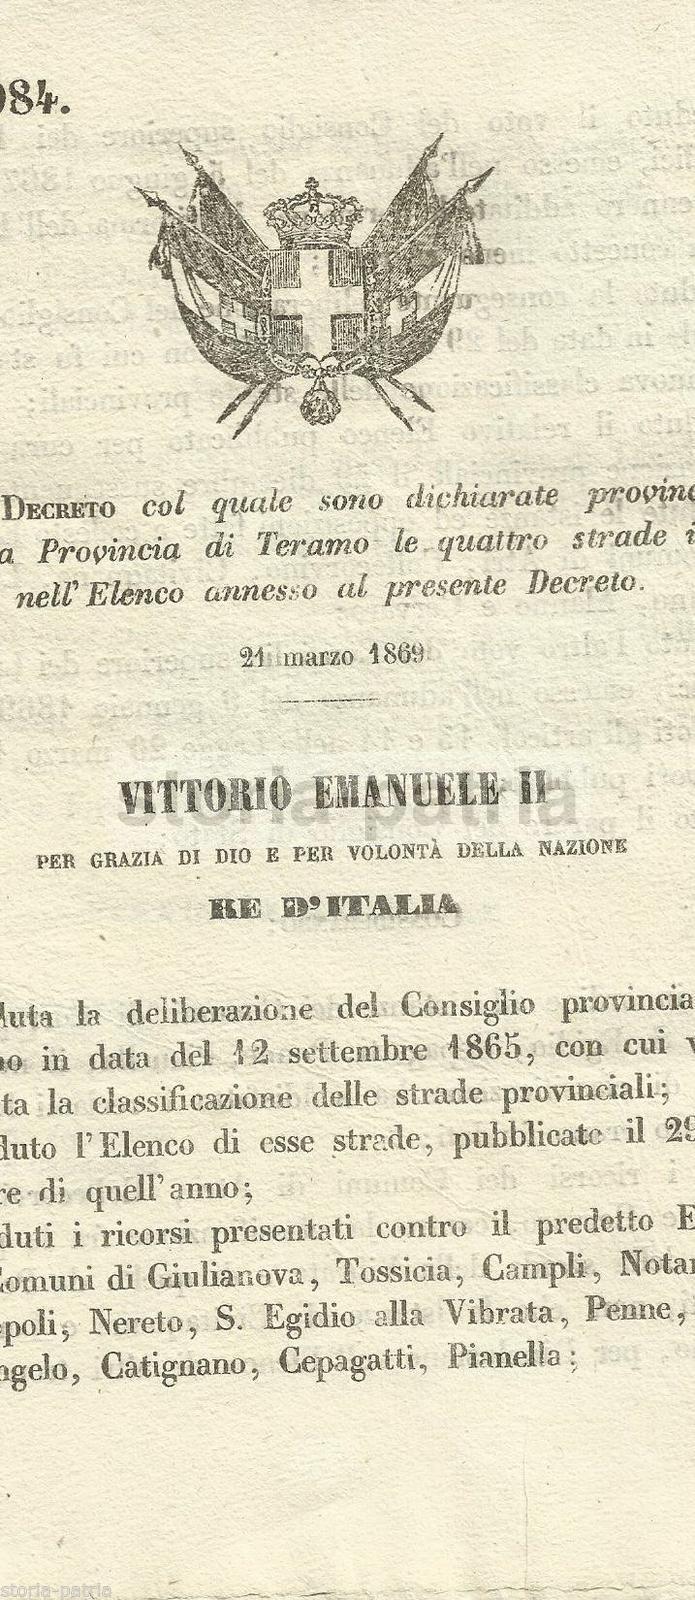 984.
DECRETO col quale sono dichiarate provinc
a Provincia di Teramo le quattro strade i
nell' Elenco annesso al presente Decreto.
21 marzo 1869
storia patria
VITTORIO EMANUELE II
PER GRAZIA DI DIO E PER VOLONTÀ DELLA NAZIONE
RE D'ITALIA
duta la deliberazione del Consiglio provincia
no in data del 12 settembre 1865, con cui v
ta la classificazione delle strade provinciali;
duto l'Elenco di esse strade, pubblicato il 29
re di quell'anno;
duti i ricorsi presentati contro il predetto E
Comuni di Giulianova, Tossicia, Campli, Notar
epoli, Nereto, S. Egidio alla Vibrata, Penne,
ngelo, Catignano, Cepagatti, Pianella;
storia-patria